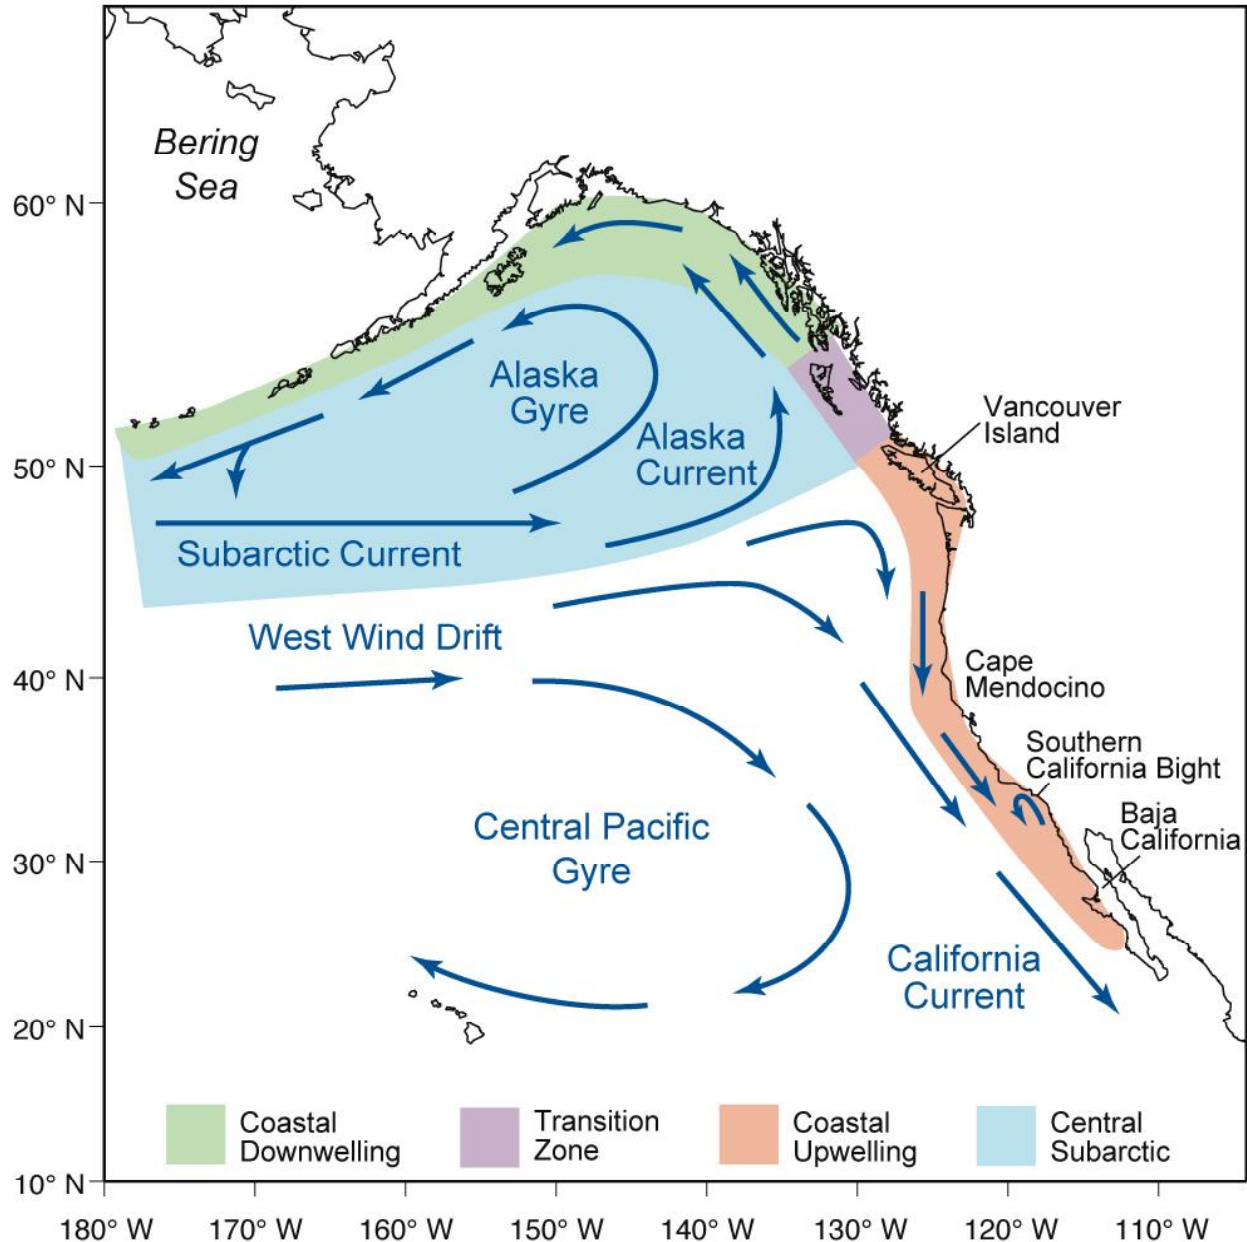 Bering
Sea
60° N
50° N
40° N
30° N
20° N
10° N
Alaska
Gyre
Alaska
Current
Vancouver
Island
Subarctic Current
West Wind Drift
Cape
Mendocino
Southern
California Bight
Baja
California
Central Pacific
Gyre
California
Current
Coastal
Downwelling
Transition
Zone
Coastal
Upwelling
Central
Subarctic
180° W
170° W
160° W
150° W
140° W
130° W
120° W
110° W